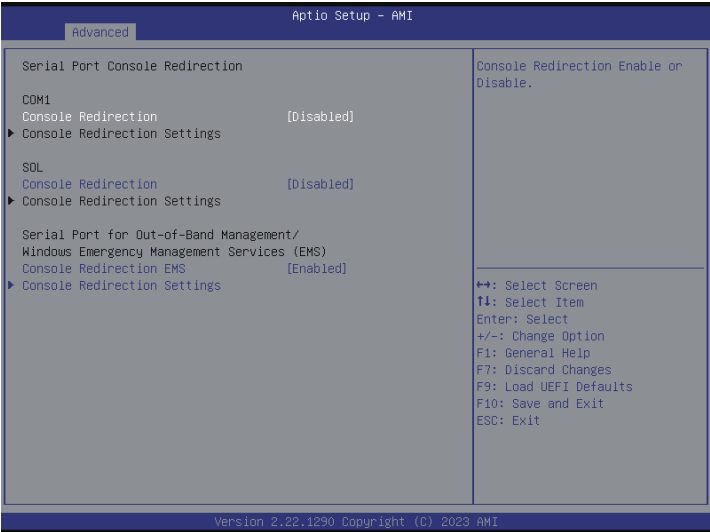 Aptio Setup – AMI
Advanced
Serial Port Console Redirection
COM1
Console Redirection [Disabled]
Console Redirection Settings
SOL
Console Redirection [Disabled]
Console Redirection Settings
Serial Port for Out-of-Band Management/
Windows Emergency Management Services (EMS)
Console Redirection EMS [Enabled]
Console Redirection Settings
Console Redirection Enable or
Disable.
↔: Select Screen
↑↓: Select Item
Enter: Select
+/-: Change Option
F1: General Help
F7: Discard Changes
F9: Load UEFI Defaults
F10: Save and Exit
ESC: Exit
Version 2.22.1290 Copyright (C) 2023 AMI